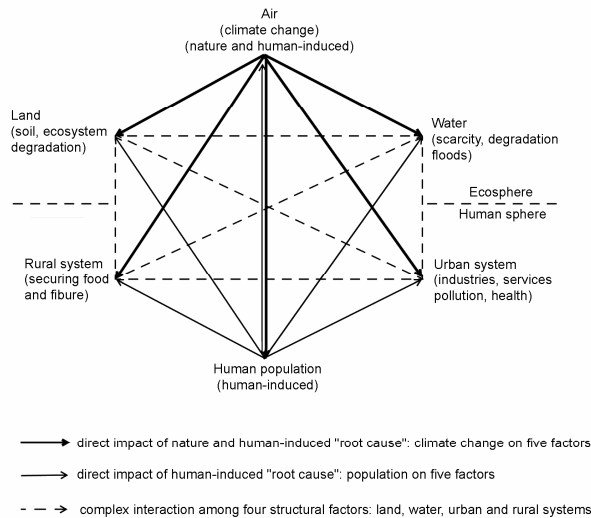 Air
(climate change)
(nature and human-induced)
Land
(soil, ecosystem
degradation)
Water
(scarcity, degradation
floods)
Ecosphere
Human sphere
Rural system
(securing food
and fibure)
Urban system
(industries, services
pollution, health)
Human population
(human-induced)
direct impact of nature and human-induced "root cause": climate change on five factors
direct impact of human-induced "root cause": population on five factors
complex interaction among four structural factors: land, water, urban and rural systems